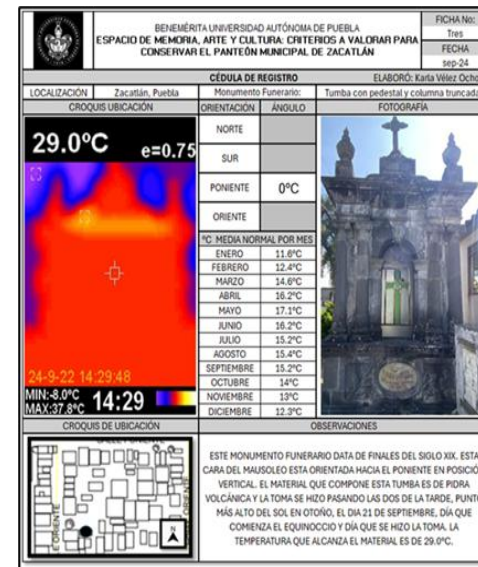 BENEMÉRITA UNIVERSIDAD AUTÓNOMA DE PUEBLA
ESPACIO DE MEMORIA, ARTE Y CULTURA: CRITERIOS A VALORAR PARA
CONSERVAR EL PANTEÓN MUNICIPAL DE ZACATLÁN
FICHA No:
Tres
FECHA
sep-24
CÉDULA DE REGISTRO
ELABORÓ: Karla Vélez Ocho
LOCALIZACIÓN
Zacatlán, Puebla
Monumento Funerario:
Tumba con pedestal y columna truncada
CROQUIS UBICACIÓN
ORIENTACIÓN
ÁNGULO
FOTOGRAFÍA
29.0ºC e=0.75
24-9-22 14:29:48
MIN:-8.0ºC
MAX:37.8ºC
14:29
NORTE
SUR
PONIENTE 0°C
ORIENTE
°C MEDIA NORMAL POR MES
ENERO 11.6°C
FEBRERO 12.4°C
MARZO 14.6°C
ABRIL 16.2°C
MAYO 17.1°C
JUNIO 16.2°C
JULIO 15.2°C
AGOSTO 15.4°C
SEPTIEMBRE 15.2°C
OCTUBRE 14°C
NOVIEMBRE 13°C
DICIEMBRE 12.3°C
CROQUIS DE UBICACIÓN
OBSERVACIONES
N
ESTE MONUMENTO FUNERARIO DATA DE FINALES DEL SIGLO XIX. ESTA
CARA DEL MAUSOLEO ESTA ORIENTADA HACIA EL PONIENTE EN POSICIÓ
VERTICAL. EL MATERIAL QUE COMPONE ESTA TUMBA ES DE PIDRA
VOLCÁNICA Y LA TOMA SE HIZO PASANDO LAS DOS DE LA TARDE, PUNT
MÁS ALTO DEL SOL EN OTOÑO, EL DIA 21 DE SEPTIEMBRE, DÍA QUE
COMIENZA EL EQUINOCCIO Y DÍA QUE SE HIZO LA TOMA. LA
TEMPERATURA QUE ALCANZA EL MATERIAL ES DE 29.0°C.